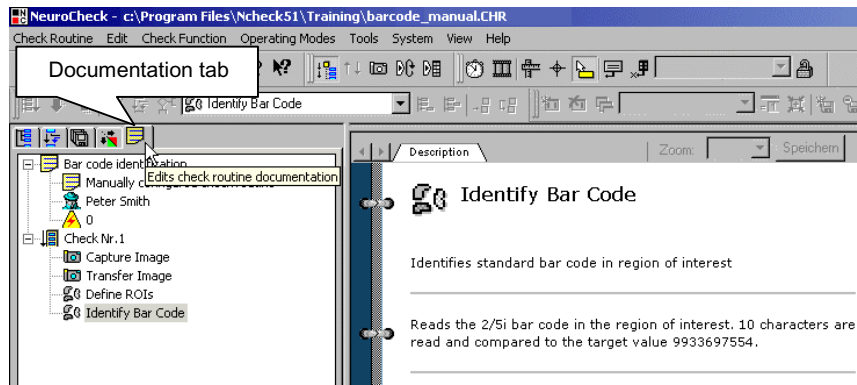 NeuroCheck - c:\Program Files\Ncheck51\Training\barcode_manual.CHR
Check Routine Edit Check Function Operating Modes Tools System View Help
Documentation tab
Identify Bar Code
Description
Zoom:
Speichern
Bar code identification
Edits check routine documentation
Peter Smith
0
Check Nr.1
Capture Image
Transfer Image
Define ROIs
Identify Bar Code
Identify Bar Code
Identifies standard bar code in region of interest
Reads the 2/5i bar code in the region of interest. 10 characters are
read and compared to the target value 9933697554.